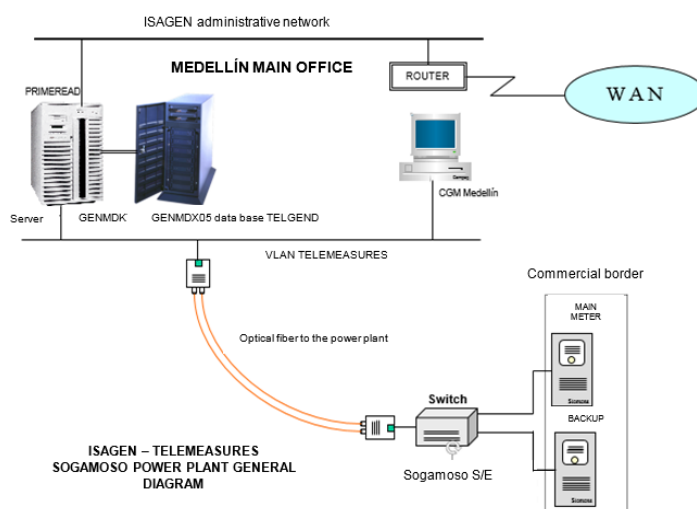 ISAGEN administrative network
MEDELLÍN MAIN OFFICE
ROUTER
WAN
PRIMEREAD
CGM Medellín
Server
GENMDK
GENMDX05 data base TELGEND
VLAN TELEMEASURES
Commercial border
MAIN
METER
Optical fiber to the power plant
Switch
BACKUP
Sogamoso S/E
ISAGEN – TELEMEASURES
SOGAMOSO POWER PLANT GENERAL
DIAGRAM